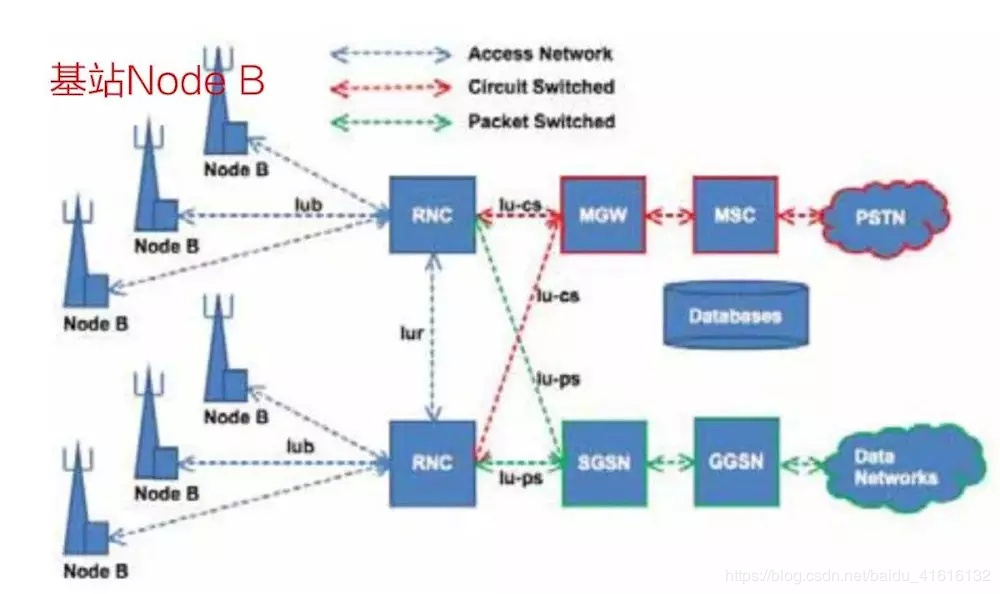 基站Node B
Access Network
Circuit Switched
Packet Switched
Node B
Node B
Node B
Iub
RNC
Iu-cs
MGW
MSC
PSTN
Iu-cs
Databases
Iur
Iu-ps
Node B
Node B
Node B
Iub
RNC
Iu-ps
SGSN
GGSN
Data
Networks
https://blog.csdn.net/baidu_41616132